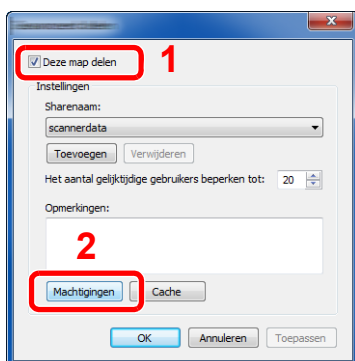 1
Deze map delen
Instellingen
Sharenaam:
scannerdata
Toevoegen Verwijderen
Het aantal gelijktijdige gebruikers beperken tot: 20
Opmerkingen:
2
Machtigingen Cache
OK Annuleren Toepassen